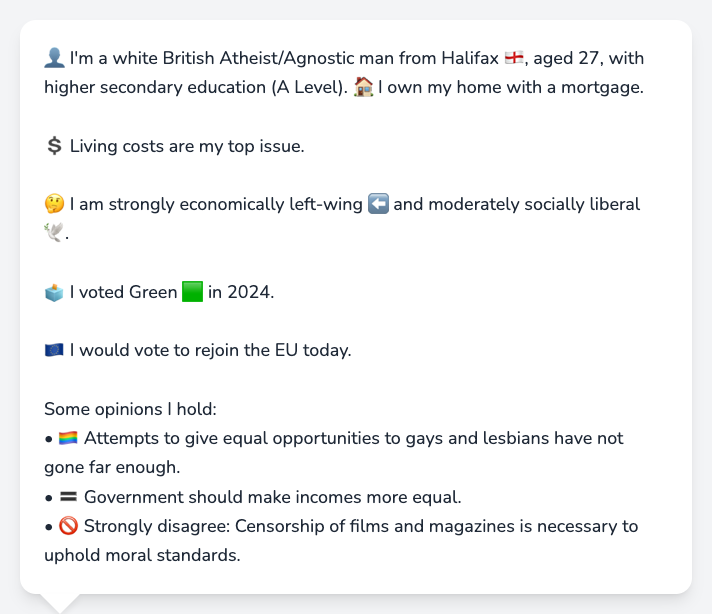 👤 I'm a white British Atheist/Agnostic man from Halifax 🏴󠁧󠁢󠁥󠁮󠁧󠁿, aged 27, with
higher secondary education (A Level). 🏠 I own my home with a mortgage.
💲 Living costs are my top issue.
🤔 I am strongly economically left-wing ⬅️ and moderately socially liberal
🕊️.
🗳️ I voted Green 🟩 in 2024.
🇪🇺 I would vote to rejoin the EU today.
Some opinions I hold:
• 🏳️‍🌈 Attempts to give equal opportunities to gays and lesbians have not
gone far enough.
• 🟰 Government should make incomes more equal.
• 🚫 Strongly disagree: Censorship of films and magazines is necessary to
uphold moral standards.